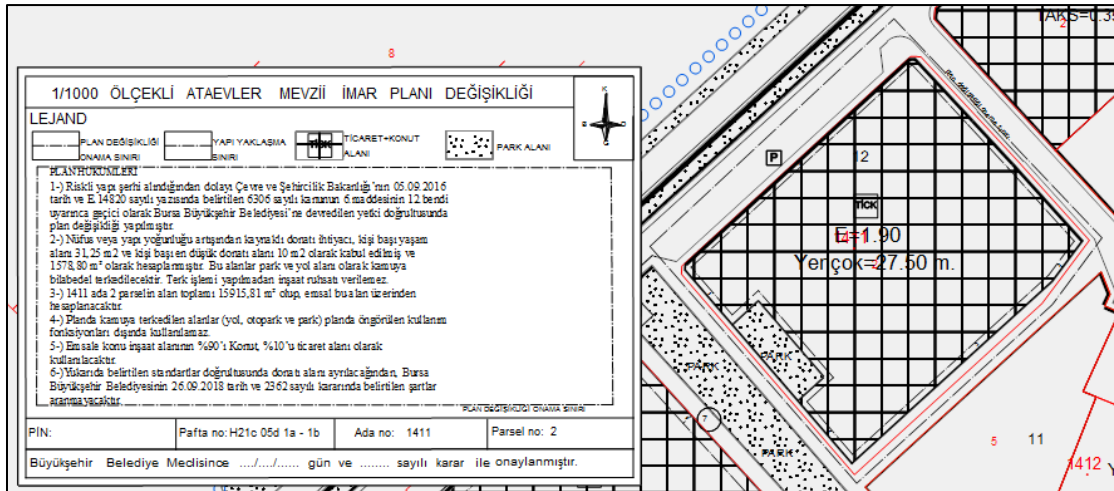 1/1000 ÖLÇEKLİ ATAEVLER MEVZİİ İMAR PLANI DEĞİŞİKLİĞİ
LEJAND
PLAN DEĞİŞİKLİĞİ
ONAMA SINIRI
YAPI YAKLAŞMA
SINIRI
TİCK
TİCARET+KONUT
ALANI
PARK ALANI
PLAN HÜKÜMLERİ
1-) Riskli yapı şerhi alındığından dolayı Çevre ve Şehircilik Bakanlığı'nın 05.09.2016
tarih ve E.14820 sayılı yazısında belirtilen 6306 sayılı kanunun 6.maddesinin 12.bendi
uyarınca geçici olarak Bursa Büyükşehir Belediyesi'ne devredilen yetki doğrultusunda
plan değişikliği yapılmıştır.
2-) Nüfus veya yapı yoğunluğu artışından kaynaklı donatı ihtiyacı, kişi başı yaşam
alanı 31,25 m2 ve kişi başı en düşük donatı alanı 10 m2 olarak kabul edilmiş ve
1578,80 m² olarak hesaplanmıştır. Bu alanlar park ve yol alanı olarak kamuya
bilabedel terkedilecektir. Terk işlemi yapılmadan inşaat ruhsatı verilemez.
3-) 1411 ada 2 parselin alan toplamı 15915,81 m² olup, emsal bu alan üzerinden
hesaplanacaktır.
4-) Planda kamuya terkedilen alanlar (yol, otopark ve park) planda öngörülen kullanım
fonksiyonları dışında kullanılamaz.
5-) Emsale konu inşaat alanının %90'ı Konut, %10'u ticaret alanı olarak
kullanılacaktır.
6-)Yukarıda belirtilen standartlar doğrultusunda donatı alanı ayrılacağından, Bursa
Büyükşehir Belediyesinin 26.09.2018 tarih ve 2362 sayılı kararında belirtilen şartlar
aranmayacaktır.
PLAN DEĞİŞİKLİĞİ ONAMA SINIRI
PİN:
Pafta no: H21c 05d 1a - 1b
Ada no: 1411
Parsel no: 2
Büyükşehir Belediye Meclisince .../.../...... gün ve ........ sayılı karar ile onaylanmıştır.
8
TAKS=0.35
2
P
12
TİCK
1411
E=1.90
Yençok=27.50 m.
PARK
PARK
PARK
7
5
11
1412